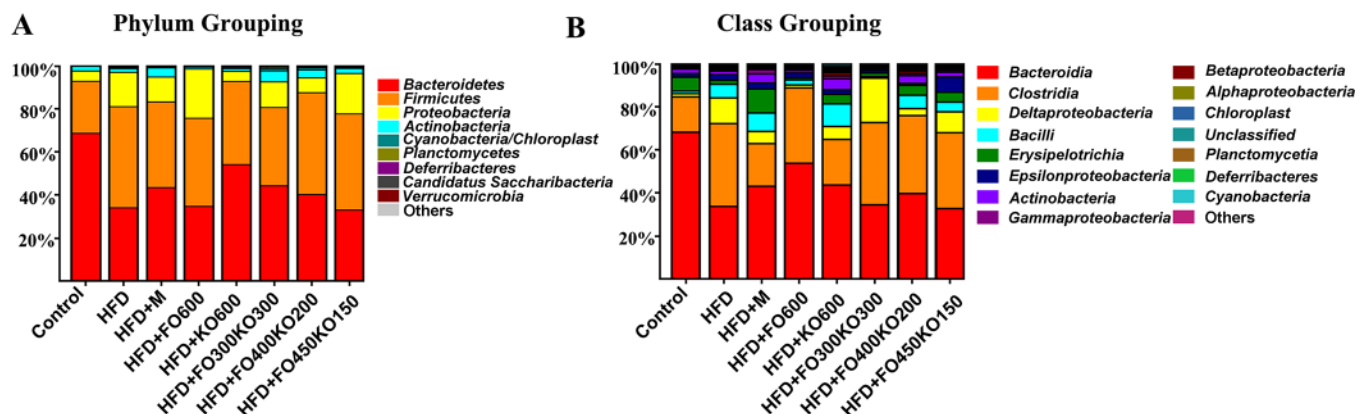 A
Phylum Grouping
100%
80%
60%
40%
20%
Control
HFD
HFD+M
HFD+FO600
HFD+KO600
HFD+FO300KO300
HFD+FO400KO200
HFD+FO450KO150
Bacteroidetes
Firmicutes
Proteobacteria
Actinobacteria
Cyanobacteria/Chloroplast
Planctomycetes
Deferribacteres
Candidatus Saccharibacteria
Verrucomicrobia
Others
B
Class Grouping
100%
80%
60%
40%
20%
Control
HFD
HFD+M
HFD+FO600
HFD+KO600
HFD+FO300KO300
HFD+FO400KO200
HFD+FO450KO150
Bacteroidia
Clostridia
Deltaproteobacteria
Bacilli
Erysipelotrichia
Epsilonproteobacteria
Actinobacteria
Gammaproteobacteria
Betaproteobacteria
Alphaproteobacteria
Chloroplast
Unclassified
Planctomycetia
Deferribacteres
Cyanobacteria
Others